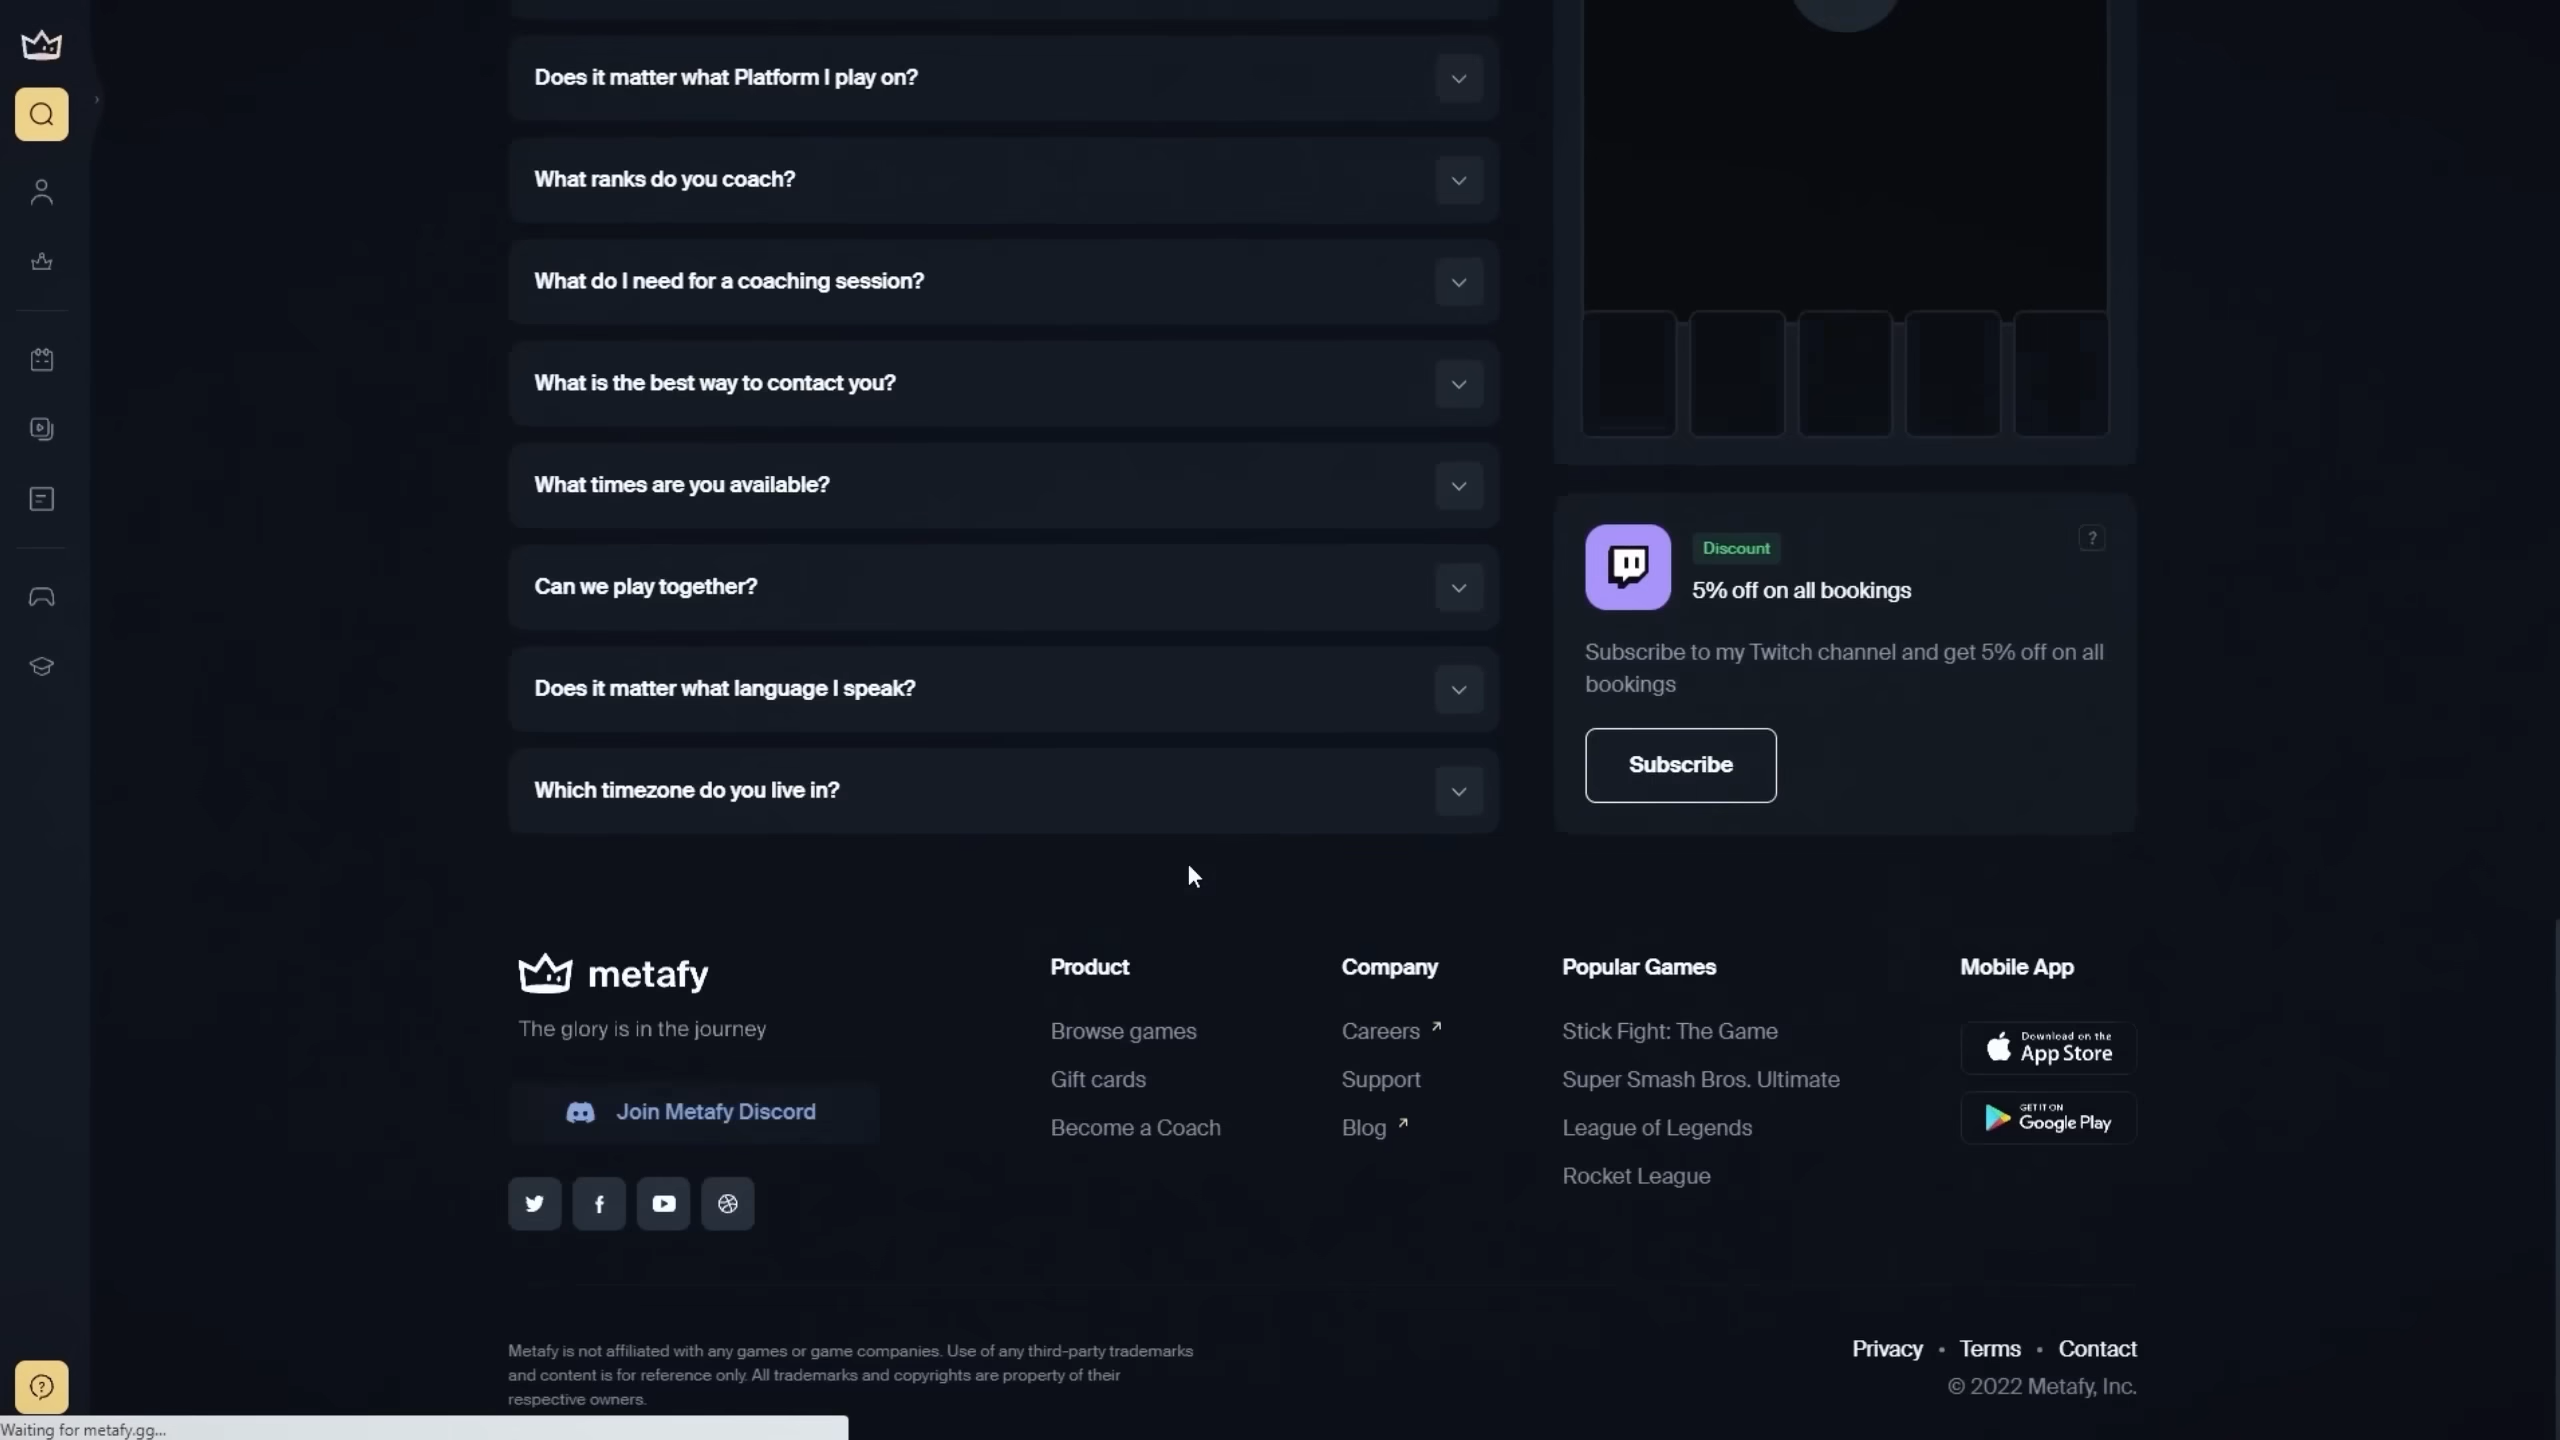 Does it matter what Platform I play on?
What ranks do you coach?
What do I need for a coaching session?
What is the best way to contact you?
What times are you available?
Can we play together?
Does it matter what language I speak?
Which timezone do you live in?
Discount
?
5% off on all bookings
Subscribe to my Twitch channel and get 5% off on all
bookings
Subscribe
metafy
The glory is in the journey
Join Metafy Discord
Product
Browse games
Gift cards
Become a Coach
Company
Careers
Support
Blog
Popular Games
Stick Fight: The Game
Super Smash Bros. Ultimate
League of Legends
Rocket League
Mobile App
Download on the
App Store
GET IT ON
Google Play
Metafy is not affiliated with any games or game companies. Use of any third-party trademarks
and content is for reference only. All trademarks and copyrights are property of their
respective owners.
Privacy • Terms • Contact
© 2022 Metafy, Inc.
Waiting for metafy.gg...